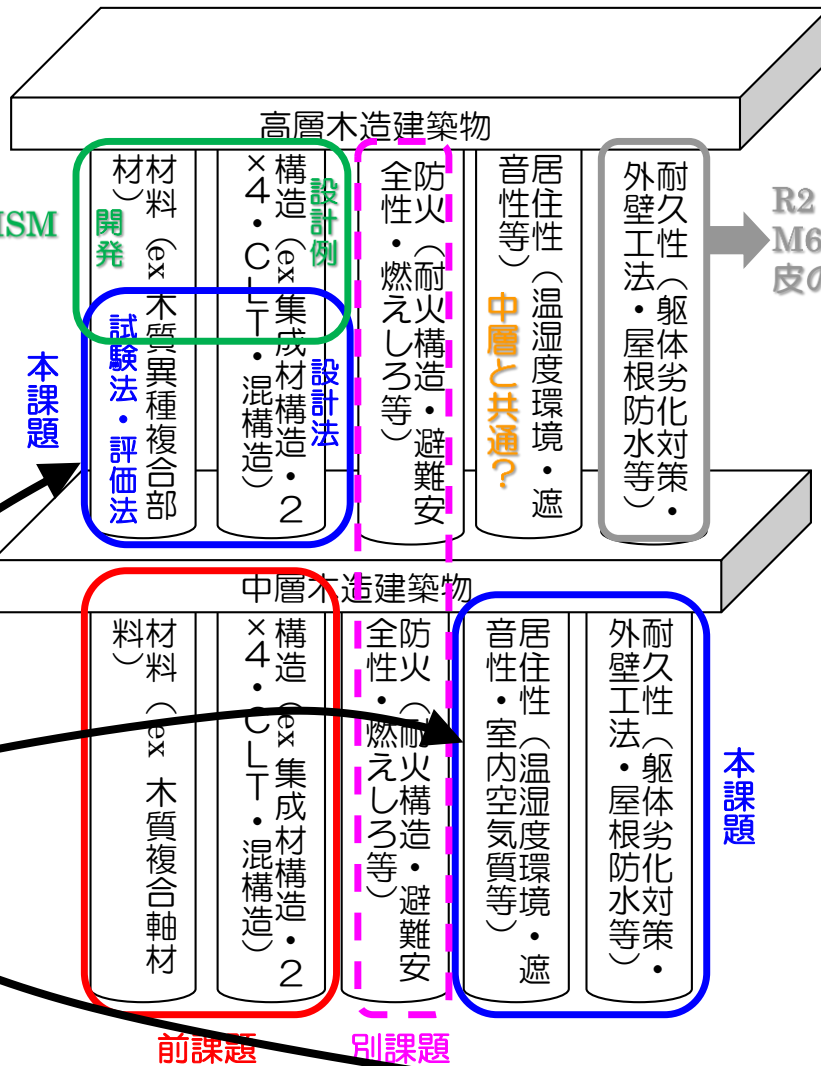 高層木造建築物
材料（ex 木質異種複合部
材）
開発
試験法・評価法
構造（ex 集成材構造・２
×４・ＣＬＴ・混構造）
設計例
設計法
防火（耐火構造・避難安
全性・燃えしろ等）
居住性（温湿度環境・遮
音性等）
中層と共通？
耐久性（躯体劣化対策・
外壁工法・屋根防水等）
ISM
R2
M6
皮の
本課題
中層木造建築物
材料（ex 木質複合軸材
料）
構造（ex 集成材構造・２
×４・ＣＬＴ・混構造）
防火（耐火構造・避難安
全性・燃えしろ等）
居住性（温湿度環境・遮
音性・室内空気質等）
耐久性（躯体劣化対策・
外壁工法・屋根防水等）
本課題
前課題
別課題